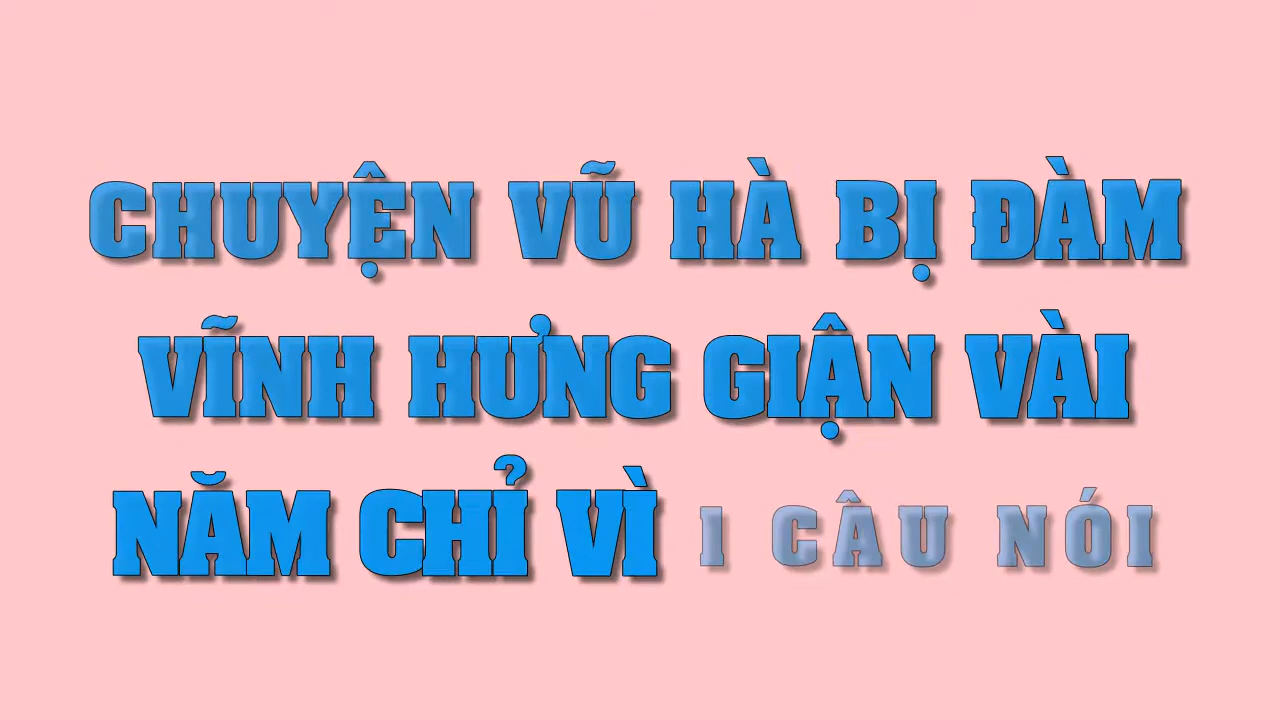 CHUYỆN VŨ HÀ BỊ ĐÀM
VĨNH HƯNG GIẬN VÀI
NĂM CHỈ VÌ 1 CÂU NÓI